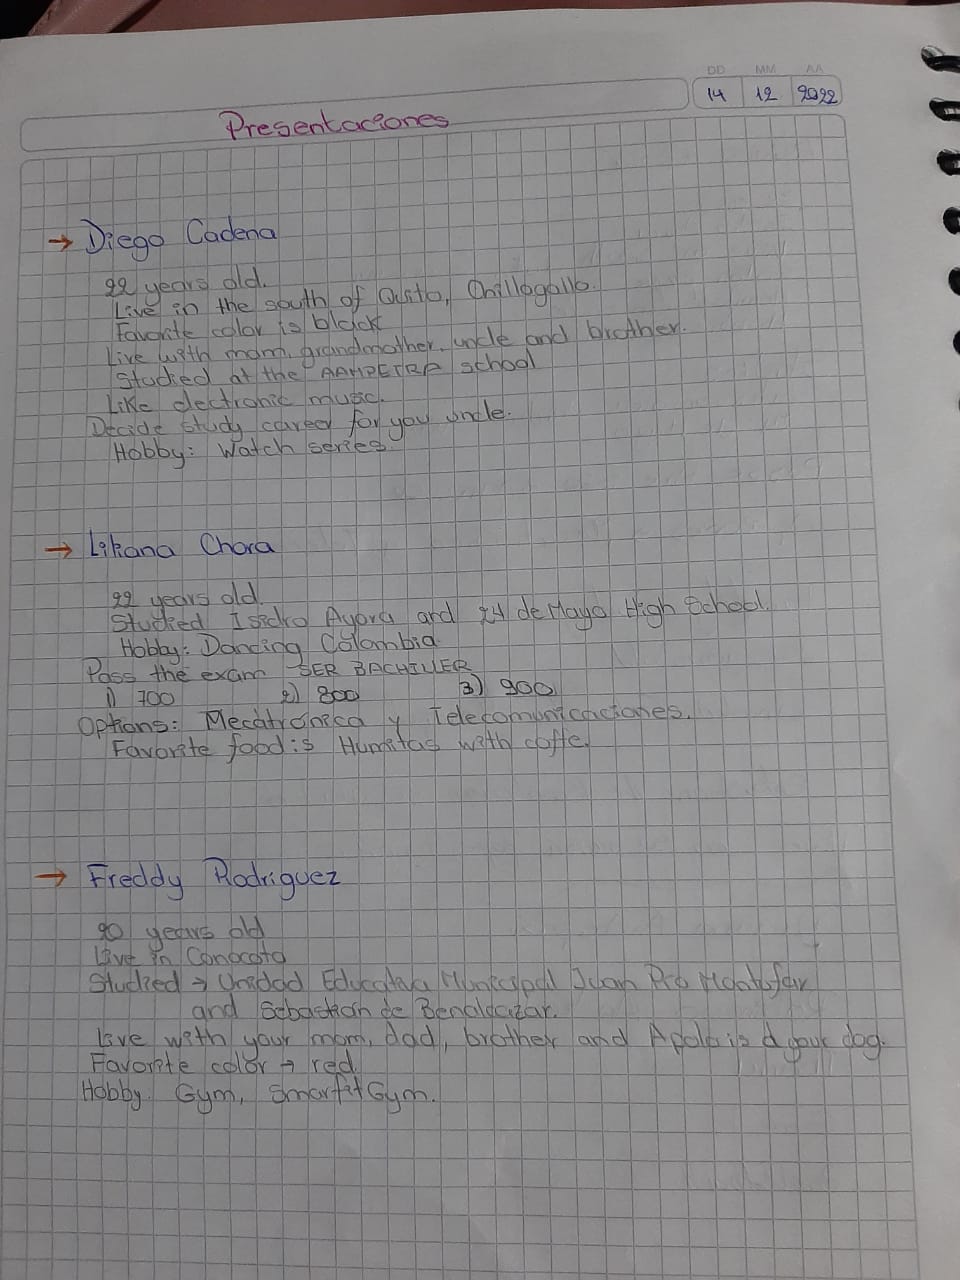 DD MM AA
14 12 2022
Presentaciones
→ Diego Cadena
22 years old.
Live in the south of Quito, Chillogallo.
Favorite color is black
Live with mom, grandmother, uncle and brother.
Studied at the AAMPETRA school
Like electronic music.
Decide study career for you uncle.
Hobby: Watch series.
→ Liliana Chora
22 years old.
Studied Isidro Ayora and 24 de Mayo High School.
Hobby: Dancing Colombia.
Pass the exam SER BACHILLER
1) 700 2) 800 3) 900
Options: Mecátronica y Telecomunicaciones.
Favorite food is Humitas with coffe.
→ Freddy Rodriguez
20 years old
Live in Conocoto
Studied → Unidad Educativa Municipal Juan Pio Montufar
and Sebastian de Benalcazar.
Live with your mom, dad, brother and Apolo is your dog.
Favorite color → red.
Hobby: Gym, Smarfit Gym.